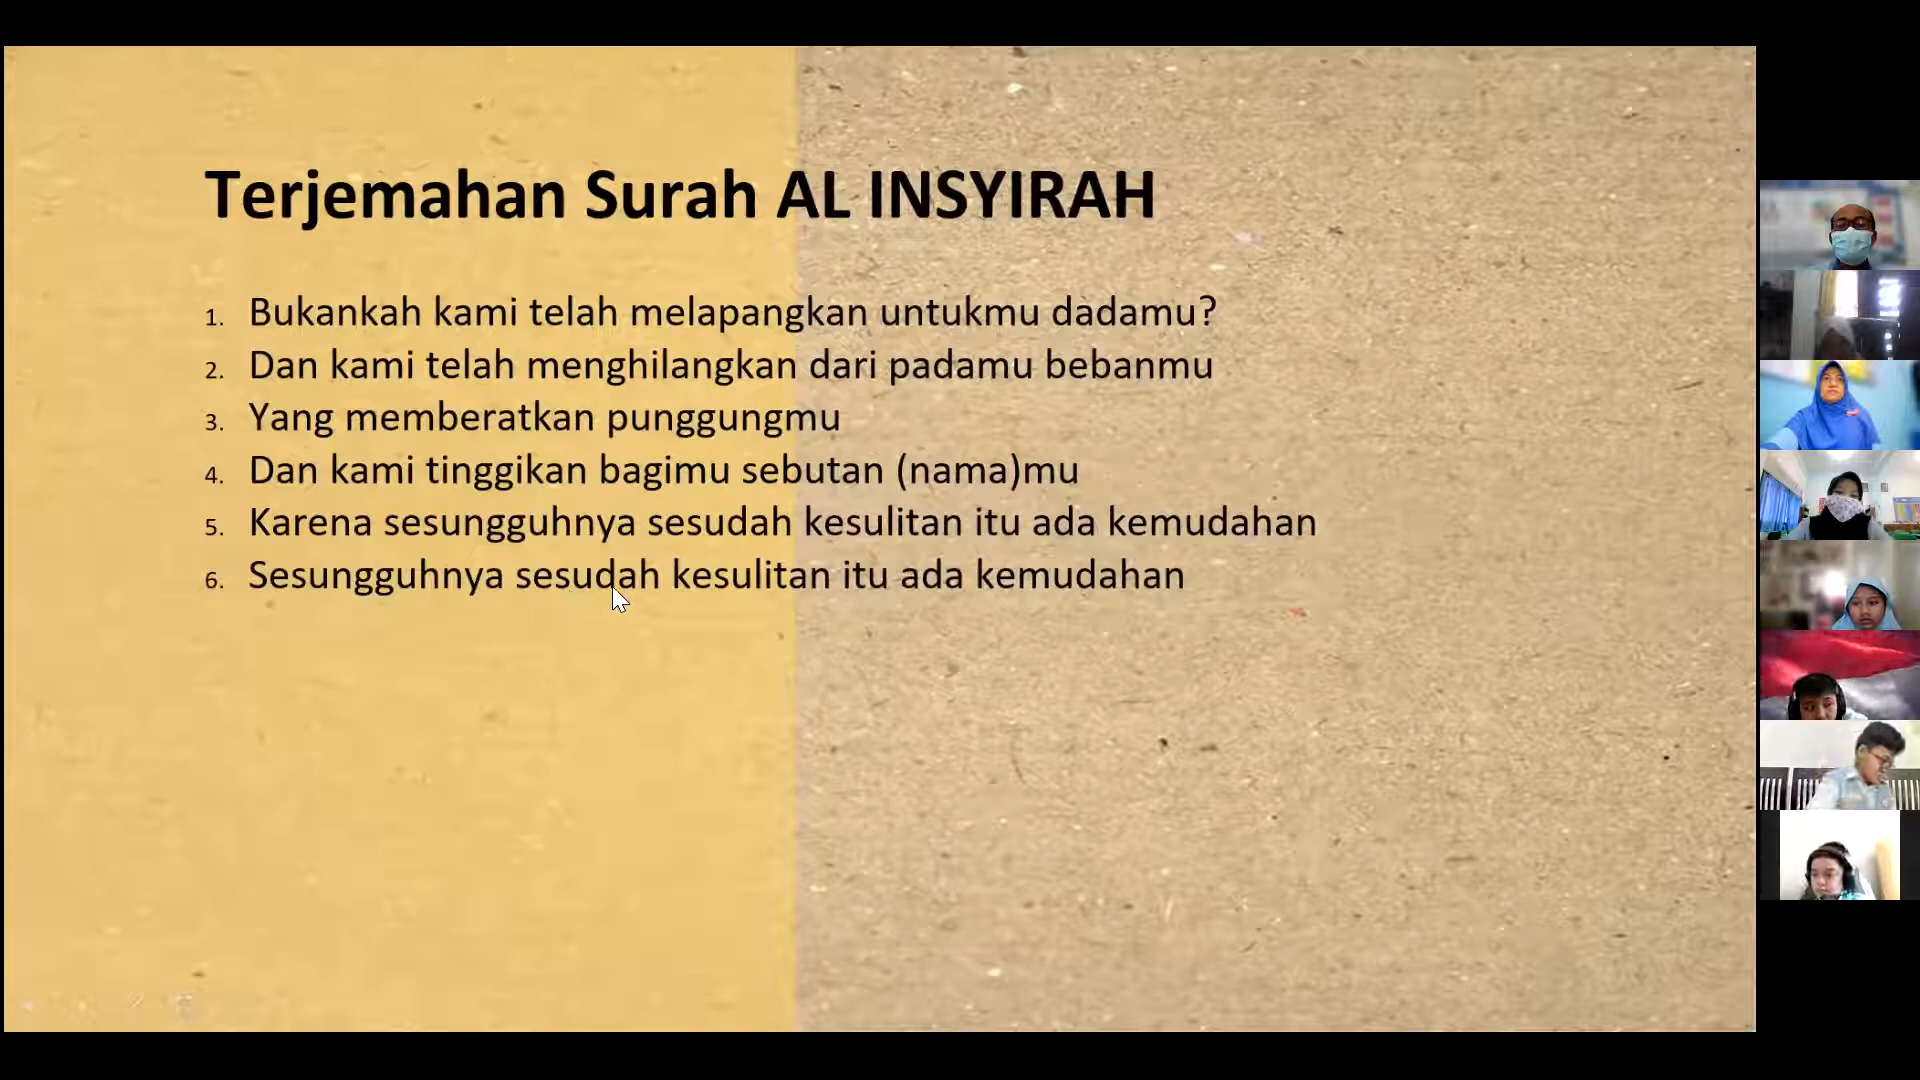 Terjemahan Surah AL INSYIRAH
1. Bukankah kami telah melapangkan untukmu dadamu?
2. Dan kami telah menghilangkan dari padamu bebanmu
3. Yang memberatkan punggungmu
4. Dan kami tinggikan bagimu sebutan (nama)mu
5. Karena sesungguhnya sesudah kesulitan itu ada kemudahan
6. Sesungguhnya sesudah kesulitan itu ada kemudahan